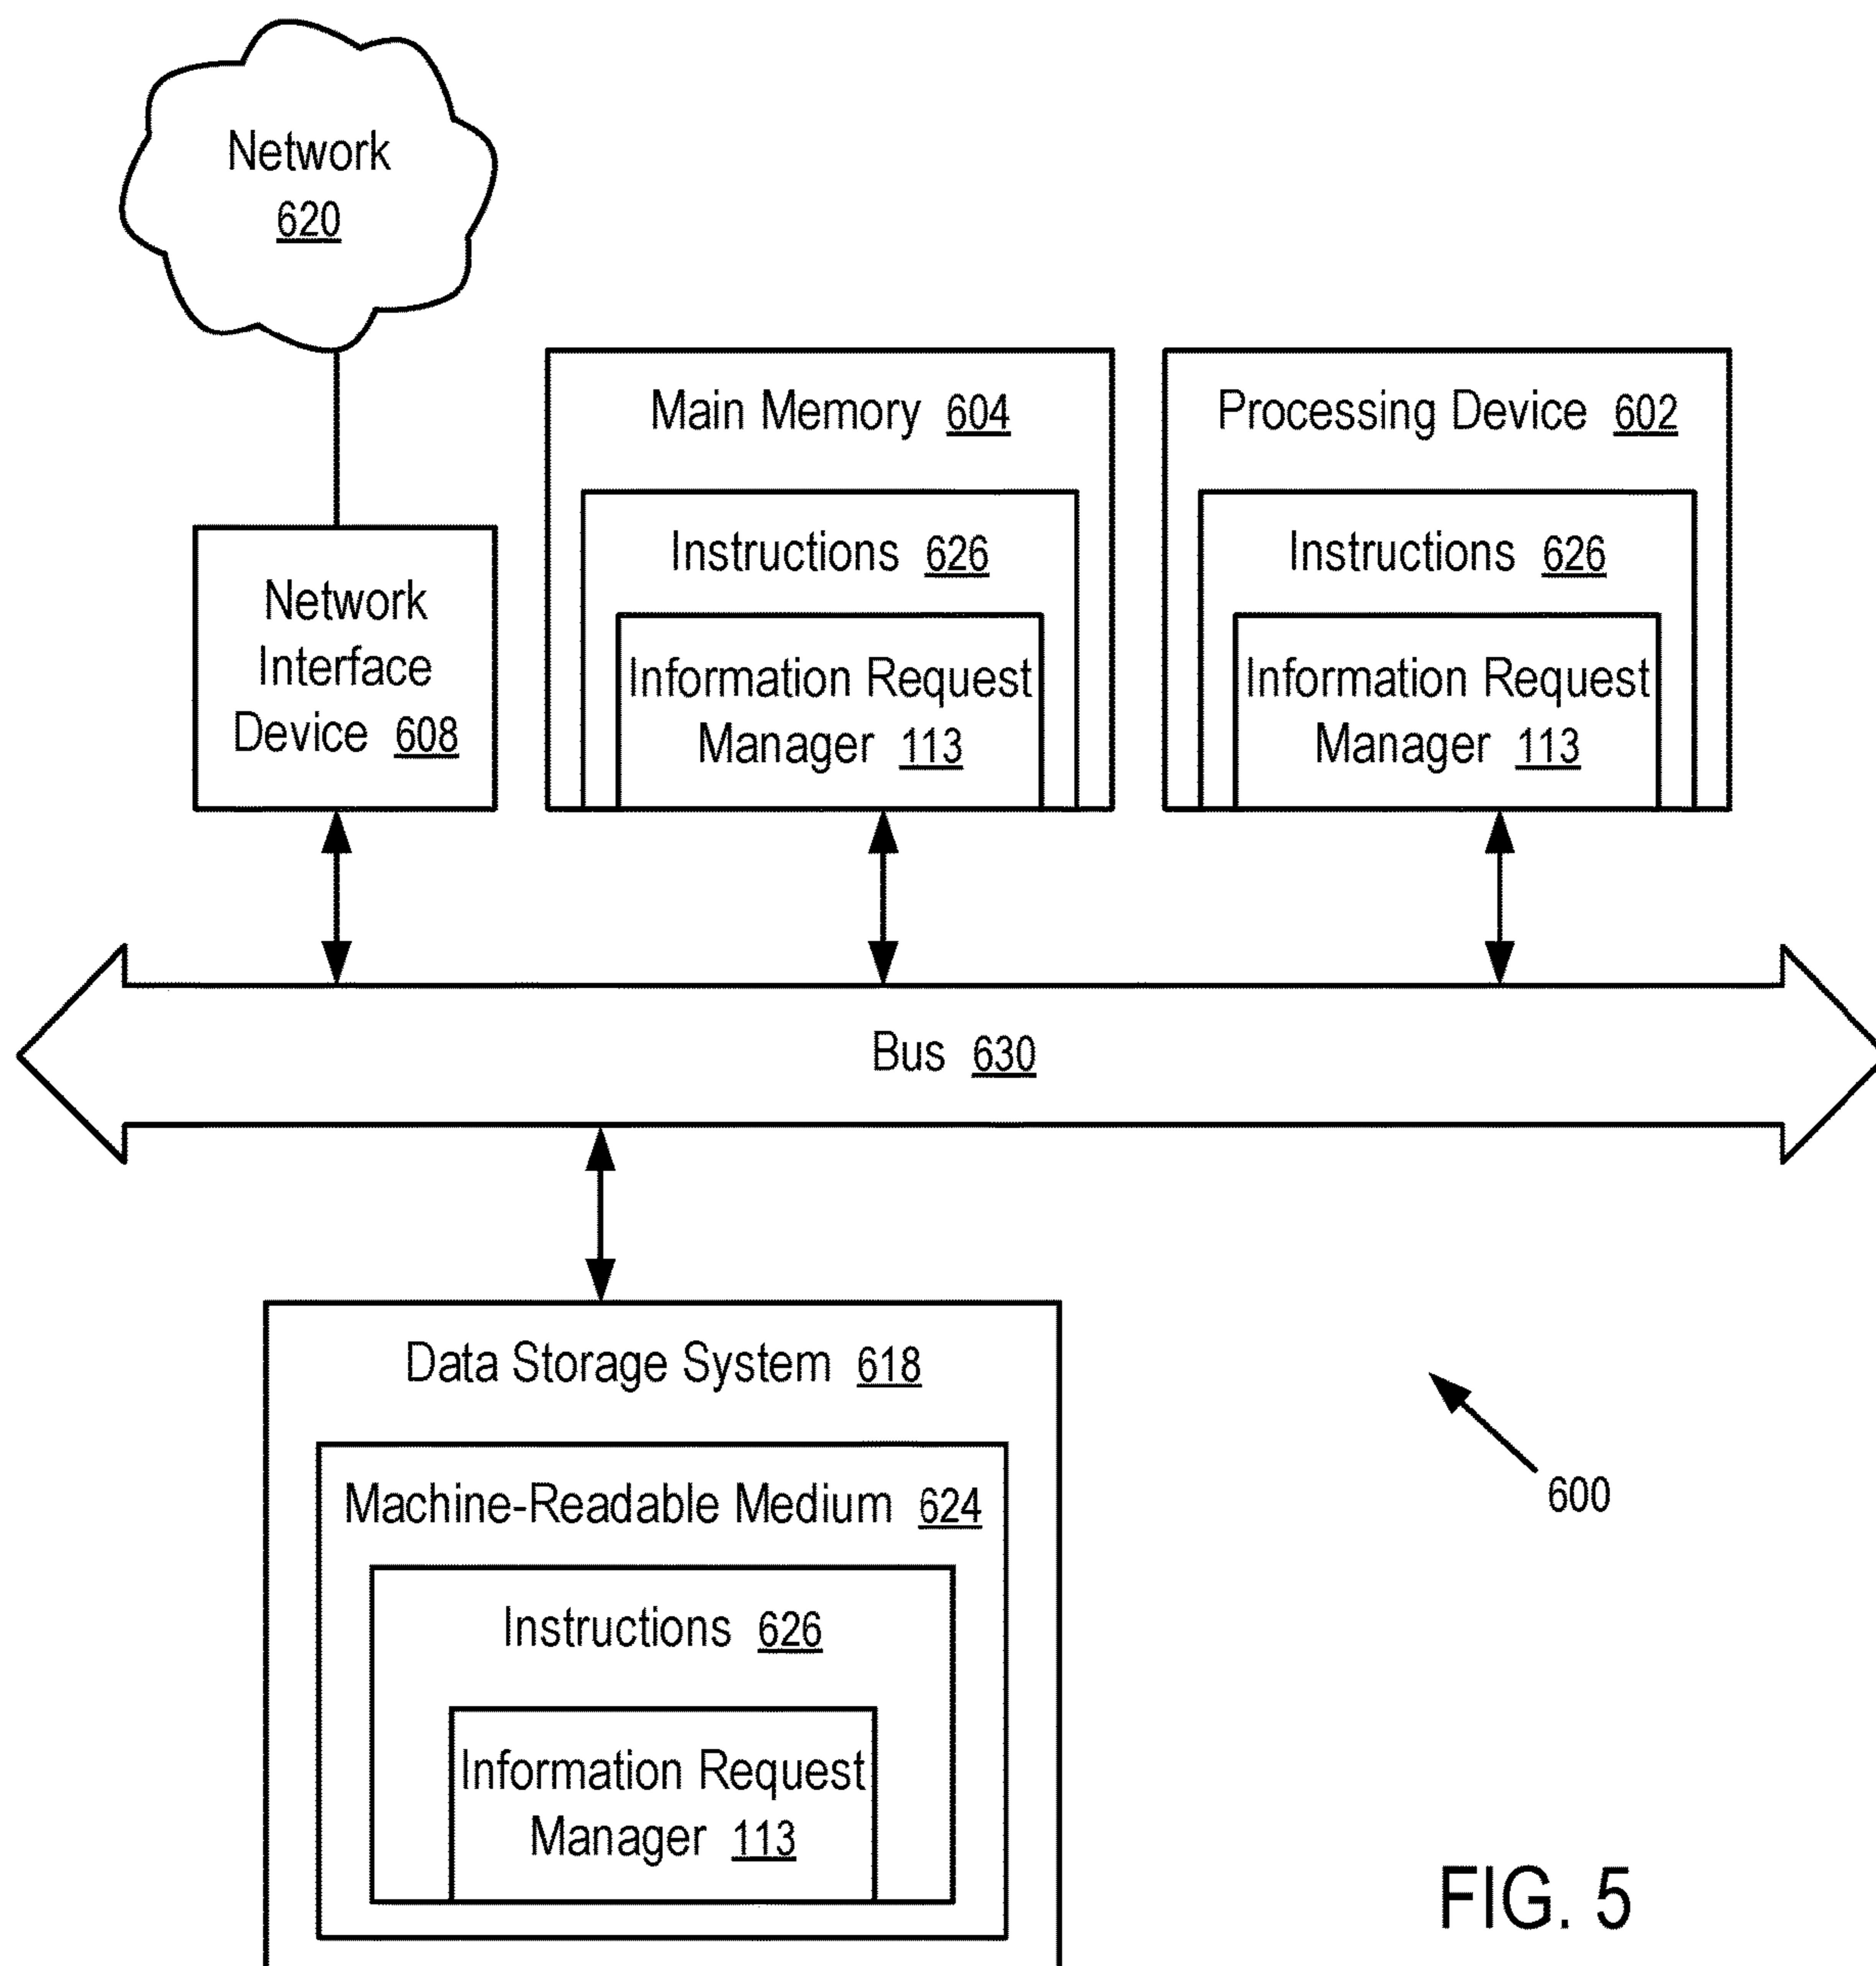 Network
620
Main Memory 604
Processing Device 602
Instructions 626
Instructions 626
Network
Interface
Device 608
Information Request
Manager 113
Information Request
Manager 113
Bus 630
Data Storage System 618
Machine-Readable Medium 624
600
Instructions 626
Information Request
Manager 113
FIG. 5